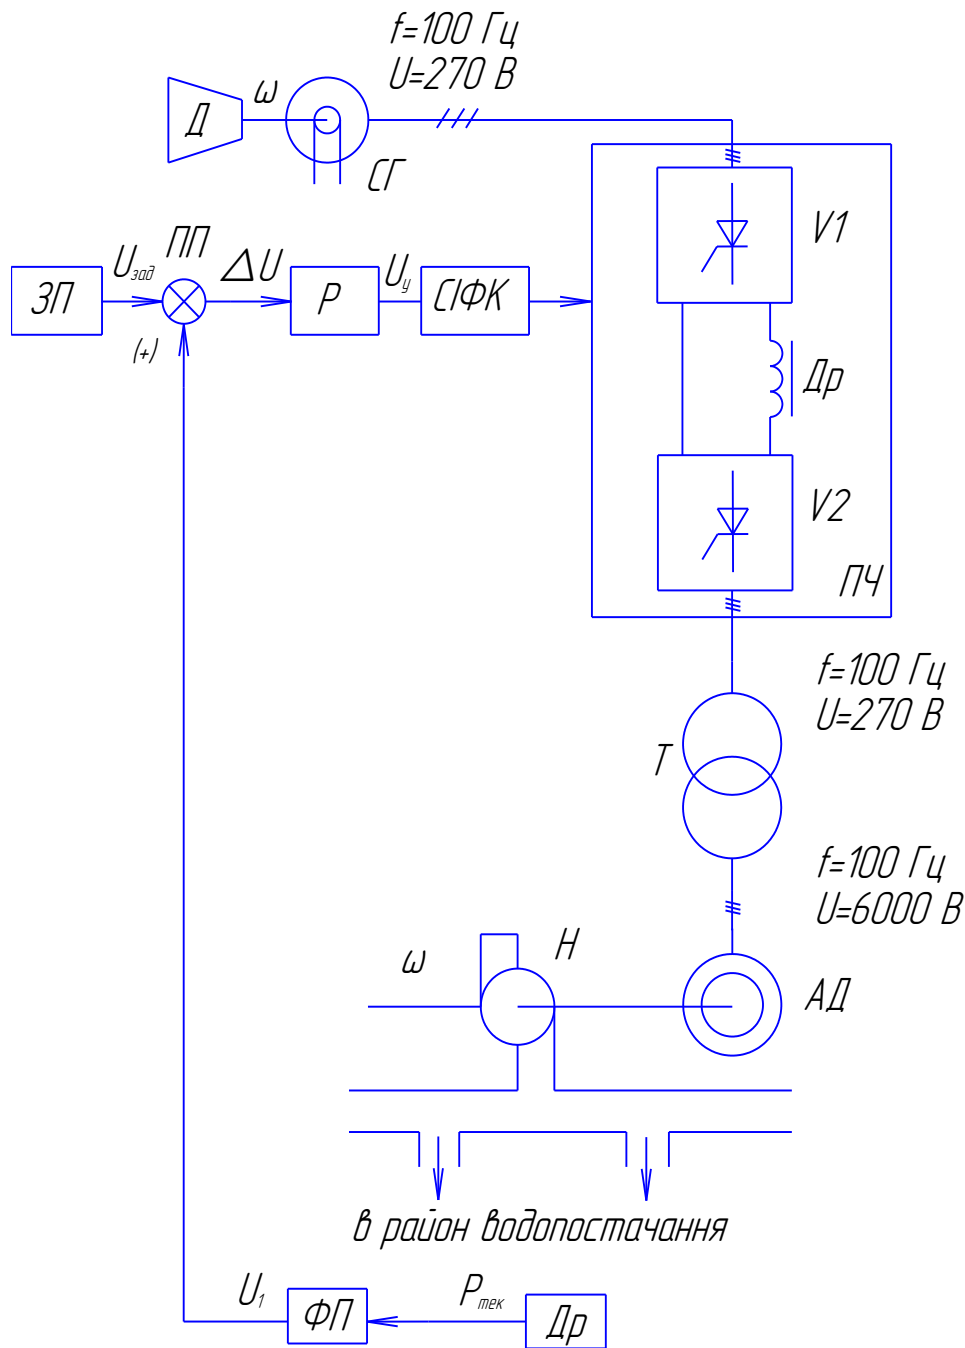 f=100 Гц
U=270 В
Д
ω
СГ
V1
ЗП
Uзад
ПП
(+)
ΔU
Р
Uу
СІФК
Др
V2
ПЧ
f=100 Гц
U=270 В
Т
f=100 Гц
U=6000 В
ω
Н
АД
в район водопостачання
U1
ФП
Pтек
Др